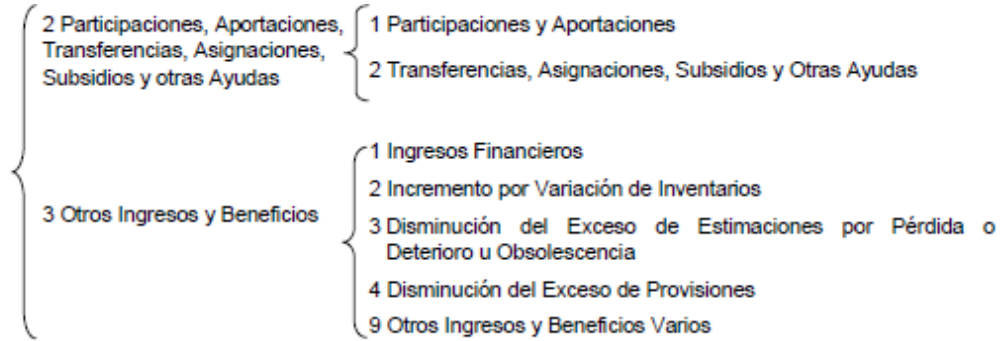 2 Participaciones, Aportaciones,
Transferencias, Asignaciones,
Subsidios y otras Ayudas
1 Participaciones y Aportaciones
2 Transferencias, Asignaciones, Subsidios y Otras Ayudas
3 Otros Ingresos y Beneficios
1 Ingresos Financieros
2 Incremento por Variación de Inventarios
3 Disminución del Exceso de Estimaciones por Pérdida o
Deterioro u Obsolescencia
4 Disminución del Exceso de Provisiones
9 Otros Ingresos y Beneficios Varios